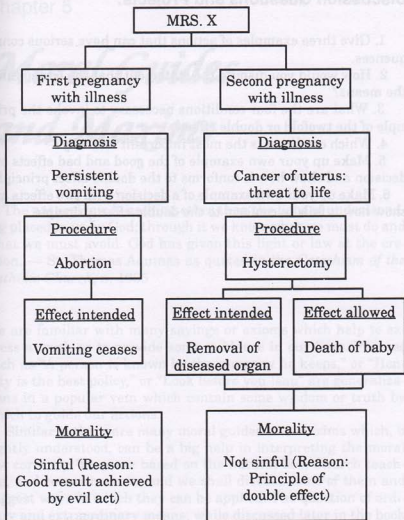 MRS. X
First pregnancy
with illness
Second pregnancy
with illness
Diagnosis
Persistent
vomiting
Diagnosis
Cancer of uterus:
threat to life
Procedure
Abortion
Procedure
Hysterectomy
Effect intended
Vomiting ceases
Effect intended
Removal of
diseased organ
Effect allowed
Death of baby
Morality
Sinful (Reason:
Good result achieved
by evil act)
Morality
Not sinful (Reason:
Principle of
double effect)